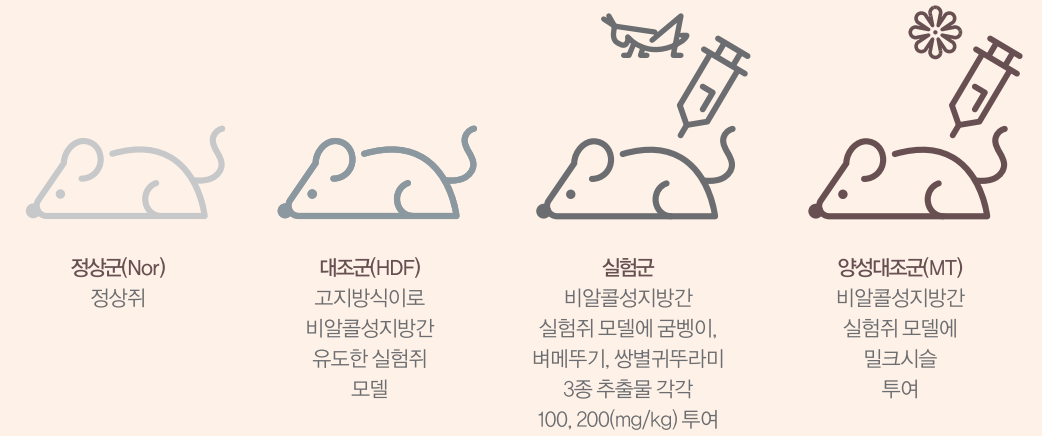 정상군(Nor)
정상쥐
대조군(HDF)
고지방식이로
비알콜성지방간
유도한 실험쥐
모델
실험군
비알콜성지방간
실험쥐 모델에 굼벵이,
벼메뚜기, 쌍별귀뚜라미
3종 추출물 각각
100, 200(mg/kg) 투여
양성대조군(MT)
비알콜성지방간
실험쥐 모델에
밀크시슬
투여